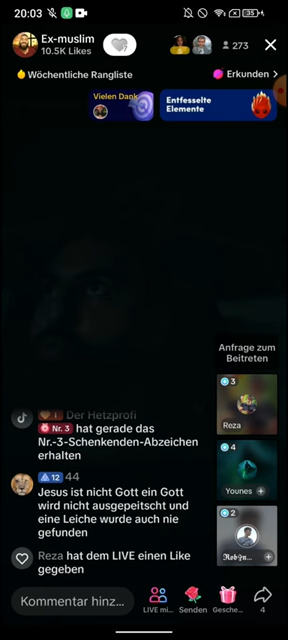 20:03
35
Ex-muslim
10.5K Likes
273
Wöchentliche Rangliste
Erkunden
Vielen Dank
Entfesselte
Elemente
Anfrage zum
Beitreten
3
Reza
4
Younes
2
1 Der Hetzprofi
Nr. 3 hat gerade das
Nr.-3-Schenkenden-Abzeichen
erhalten
12 44
Jesus ist nicht Gott ein Gott
wird nicht ausgepeitscht und
eine Leiche wurde auch nie
gefunden
Reza hat dem LIVE einen Like
gegeben
Kommentar hinz...
LIVE mi...
Senden
Gesche...
4